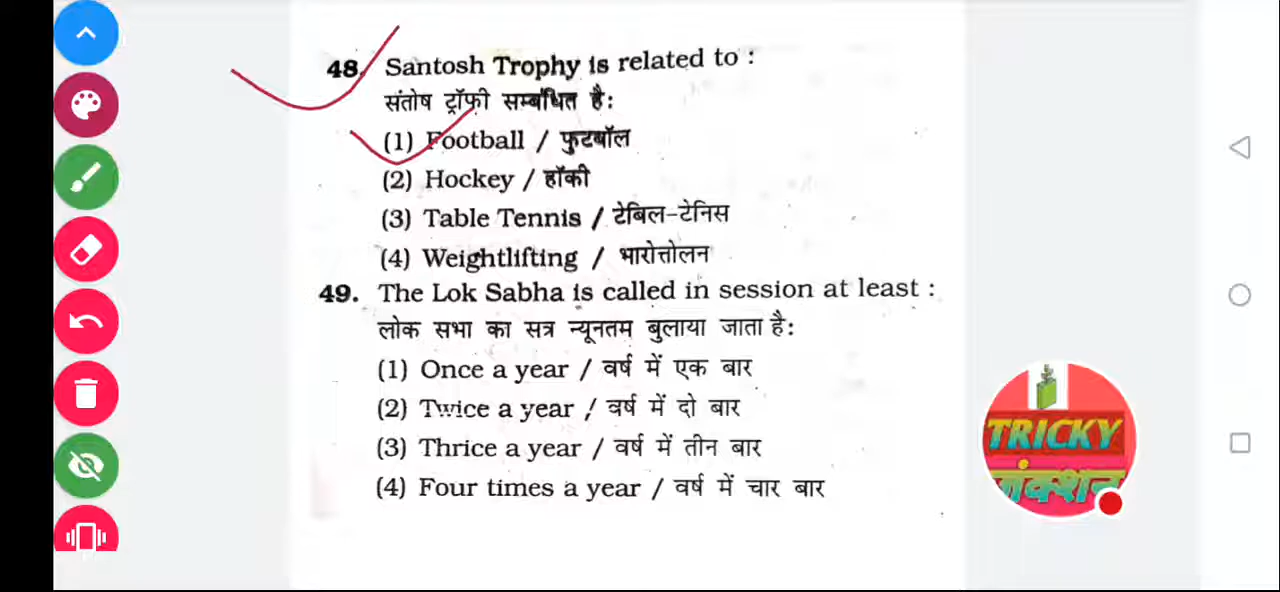 48. Santosh Trophy is related to :
संतोष ट्रॉफी सम्बंधित है:
(1) Football / फुटबॉल
(2) Hockey / हॉकी
(3) Table Tennis / टेबिल-टेनिस
(4) Weightlifting / भारोत्तोलन
49. The Lok Sabha is called in session at least :
लोक सभा का सत्र न्यूनतम बुलाया जाता है:
(1) Once a year / वर्ष में एक बार
(2) Twice a year / वर्ष में दो बार
(3) Thrice a year / वर्ष में तीन बार
(4) Four times a year / वर्ष में चार बार
TRICKY
जंक्शन